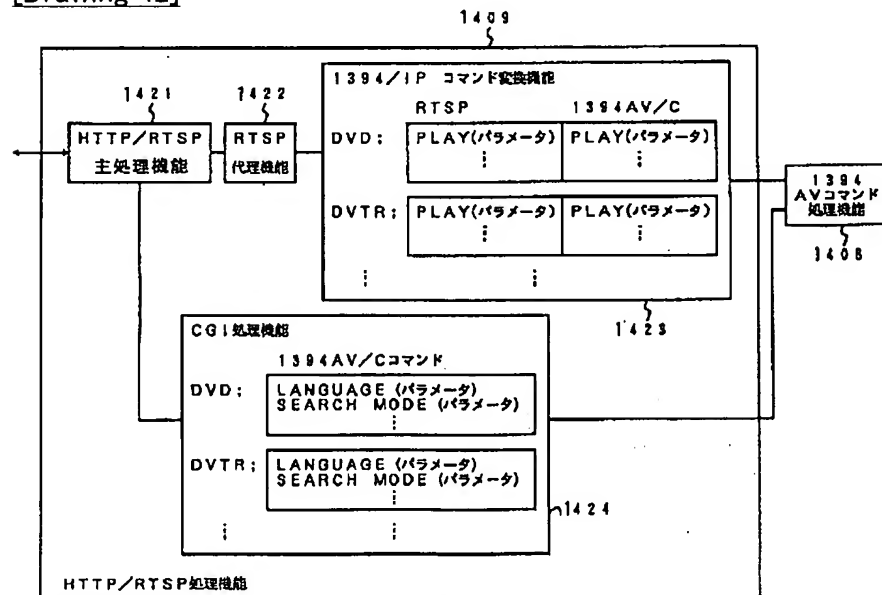 1409
1394/IP コマンド変換機能
1421
1422
RTSP
1394AV/C
HTTP/RTSP
主処理機能
RTSP
代理機能
DVD;
PLAY(パラメータ)
PLAY(パラメータ)
1394
AVコマンド
処理機能
1408
DVTR;
PLAY(パラメータ)
PLAY(パラメータ)
1423
CGI処理機能
1394AV/Cコマンド
DVD;
LANGUAGE (パラメータ)
SEARCH MODE (パラメータ)
DVTR;
LANGUAGE (パラメータ)
SEARCH MODE (パラメータ)
1424
HTTP/RTSP処理機能